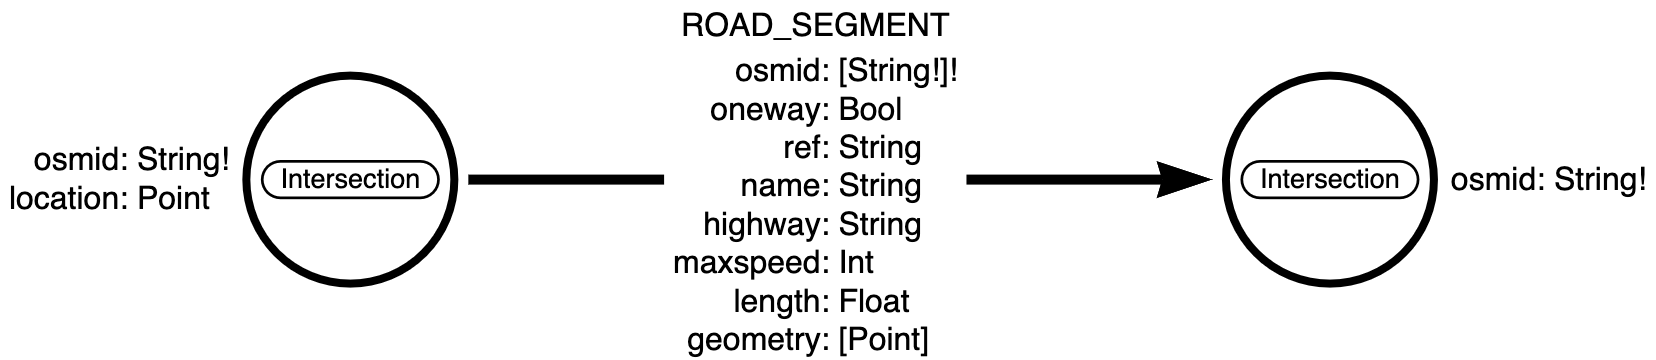 osmid: String!
location: Point
Intersection
ROAD_SEGMENT
osmid: [String!]!
oneway: Bool
ref: String
name: String
highway: String
maxspeed: Int
length: Float
geometry: [Point]
Intersection
osmid: String!